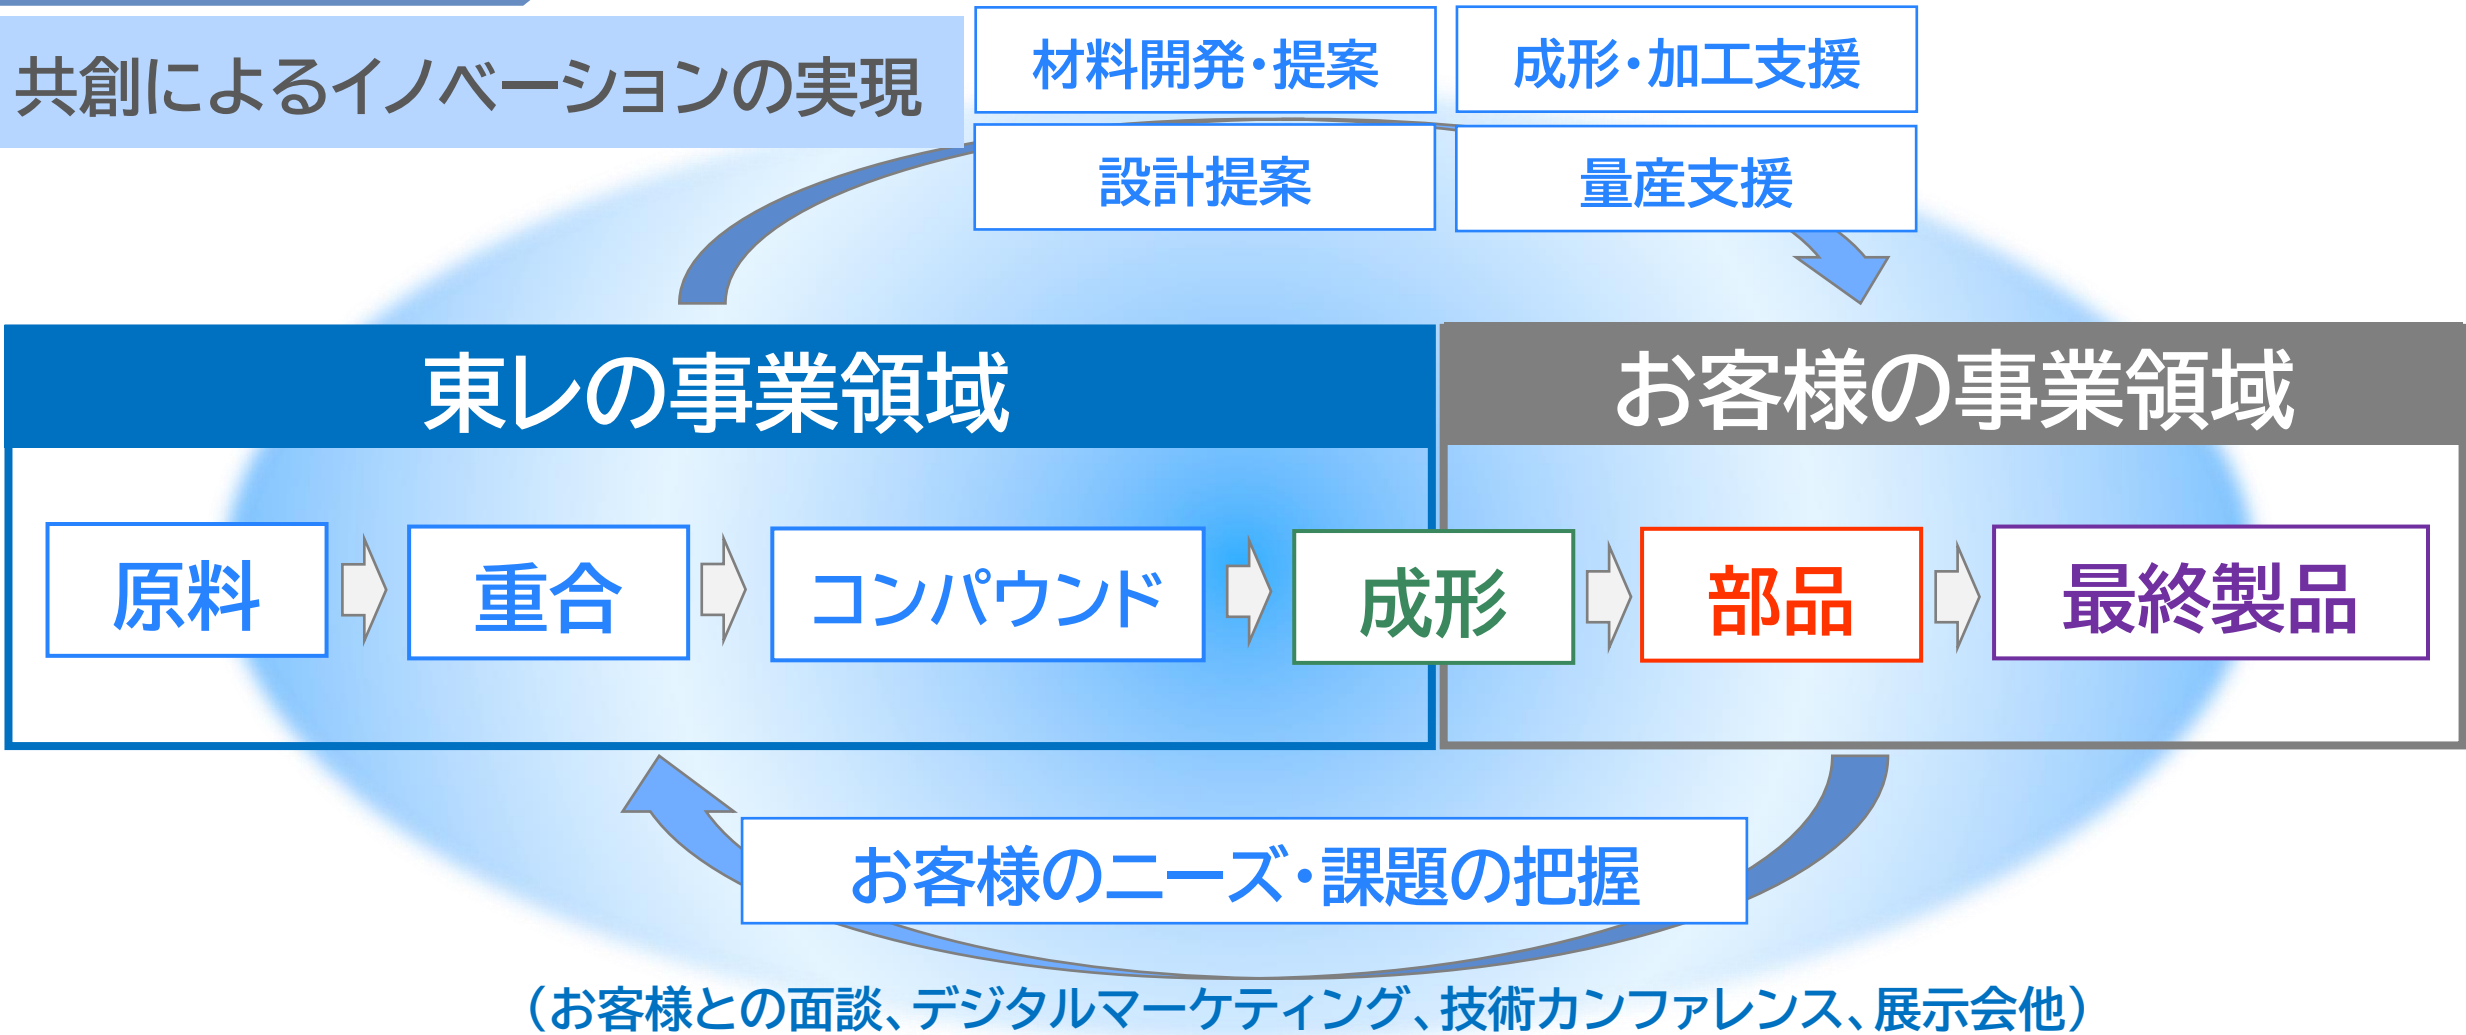 共創によるイノベーションの実現
材料開発・提案
成形・加工支援
設計提案
量産支援
東レの事業領域
お客様の事業領域
原料
重合
コンパウンド
成形
部品
最終製品
お客様のニーズ・課題の把握
（お客様との面談、デジタルマーケティング、技術カンファレンス、展示会他）